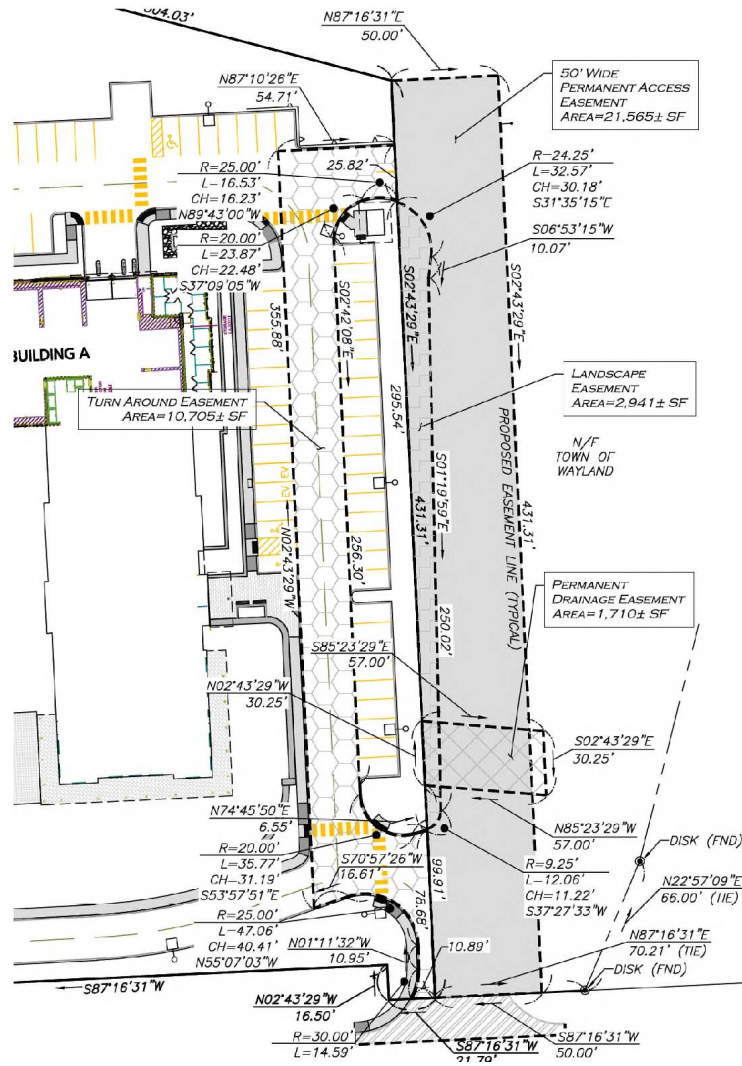 504.03'
N87°16'31"E
50.00'
N87°10'26"E
54.71'
50' WIDE
PERMANENT ACCESS
EASEMENT
AREA=21,565± SF
R=25.00'
L=16.53'
CH=16.23'
N89°43'00"W
25.82'
R=24.25'
L=32.57'
CH=30.18'
S31°35'15"E
R=20.00'
L=23.87'
CH=22.48'
S37°09'05"W
S06°53'15"W
10.07'
S02°42'08"E
S02°43'29"E
S02°43'29"E
355.88'
295.54'
BUILDING A
TURN AROUND EASEMENT
AREA=10,705± SF
LANDSCAPE
EASEMENT
AREA=2,941± SF
N/F
TOWN OF
WAYLAND
PROPOSED EASEMENT LINE (TYPICAL)
S01°19'59"E
431.31'
431.31'
EV EV
N02°43'29"W
256.30'
250.02'
PERMANENT
DRAINAGE EASEMENT
AREA=1,710± SF
S85°23'29"E
57.00'
N02°43'29"W
30.25'
S02°43'29"E
30.25'
N74°45'50"E
6.55'
N85°23'29"W
57.00'
R=20.00'
L=35.77'
CH=31.19'
S53°57'51"E
S70°57'26"W
16.61'
99.91'
75.68'
R=9.25'
L=12.06'
CH=11.22'
S37°27'33"W
DISK (FND)
N22°57'09"E
66.00' (TIE)
R=25.00'
L=47.06'
CH=40.41'
N55°07'03"W
N01°11'32"W
10.95'
10.89'
N87°16'31"E
70.21' (TIE)
DISK (FND)
S87°16'31"W
N02°43'29"W
16.50'
R=30.00'
L=14.59'
S87°16'31"W
21.79'
S87°16'31"W
50.00'